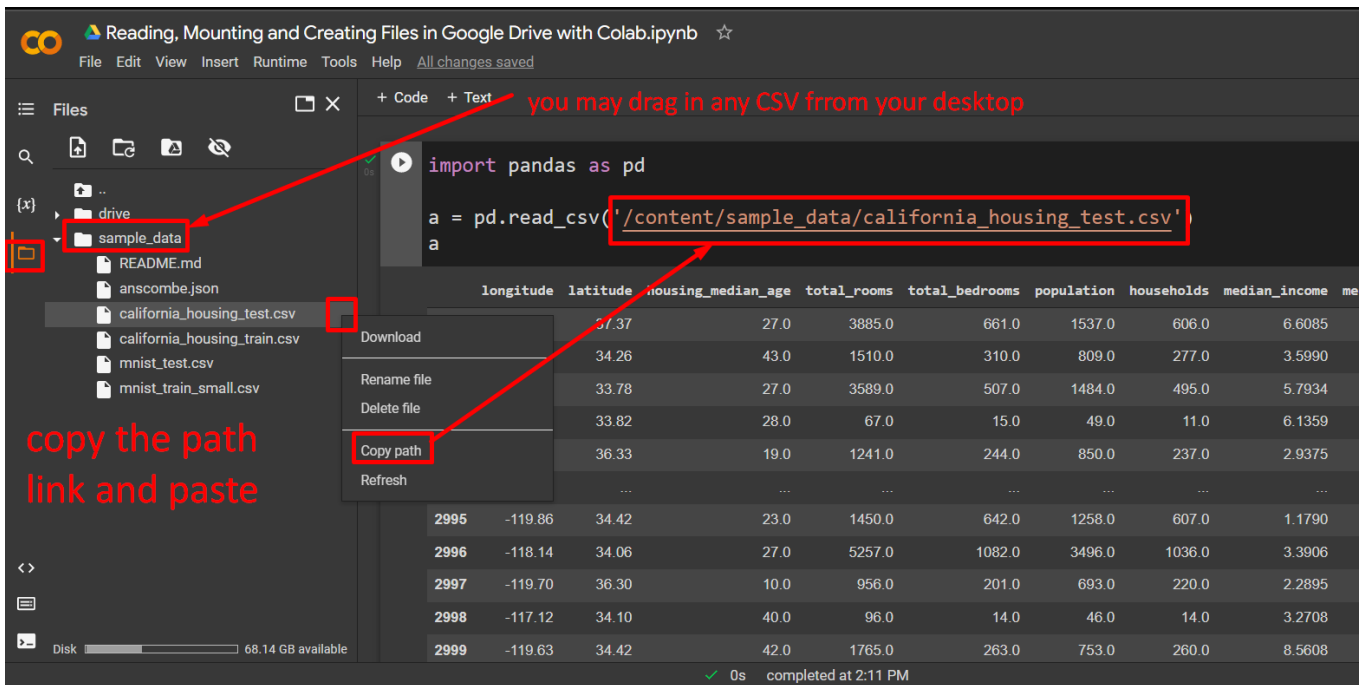 Reading, Mounting and Creating Files in Google Drive with Colab.ipynb
File Edit View Insert Runtime Tools Help All changes saved
Files
+ Code + Text
you may drag in any CSV frrom your desktop
{x}
..
drive
sample_data
README.md
anscombe.json
california_housing_test.csv
california_housing_train.csv
mnist_test.csv
mnist_train_small.csv
copy the path
link and paste
Disk 68.14 GB available
Download
Rename file
Delete file
Copy path
Refresh
0s
import pandas as pd
a = pd.read_csv('/content/sample_data/california_housing_test.csv')
a
longitude latitude housing_median_age total_rooms total_bedrooms population households median_income me
37.37 27.0 3885.0 661.0 1537.0 606.0 6.6085
34.26 43.0 1510.0 310.0 809.0 277.0 3.5990
33.78 27.0 3589.0 507.0 1484.0 495.0 5.7934
33.82 28.0 67.0 15.0 49.0 11.0 6.1359
36.33 19.0 1241.0 244.0 850.0 237.0 2.9375
... ... ... ... ... ... ...
2995 -119.86 34.42 23.0 1450.0 642.0 1258.0 607.0 1.1790
2996 -118.14 34.06 27.0 5257.0 1082.0 3496.0 1036.0 3.3906
2997 -119.70 36.30 10.0 956.0 201.0 693.0 220.0 2.2895
2998 -117.12 34.10 40.0 96.0 14.0 46.0 14.0 3.2708
2999 -119.63 34.42 42.0 1765.0 263.0 753.0 260.0 8.5608
0s completed at 2:11 PM